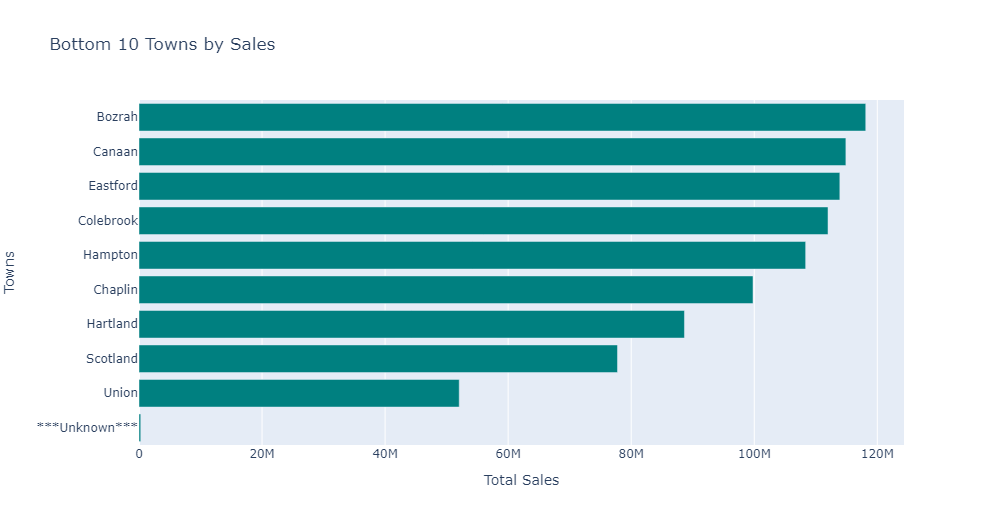 Bottom 10 Towns by Sales
Towns
Bozrah
Canaan
Eastford
Colebrook
Hampton
Chaplin
Hartland
Scotland
Union
***Unknown***
0 20M 40M 60M 80M 100M 120M
Total Sales